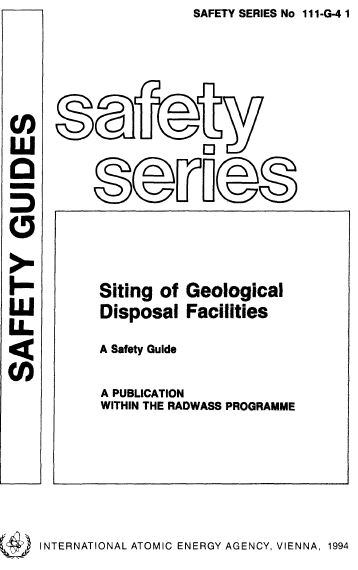 SAFETY SERIES No 111-G-4 1
SAFETY GUIDES
safety
series
Siting of Geological
Disposal Facilities
A Safety Guide
A PUBLICATION
WITHIN THE RADWASS PROGRAMME
INTERNATIONAL ATOMIC ENERGY AGENCY, VIENNA, 1994